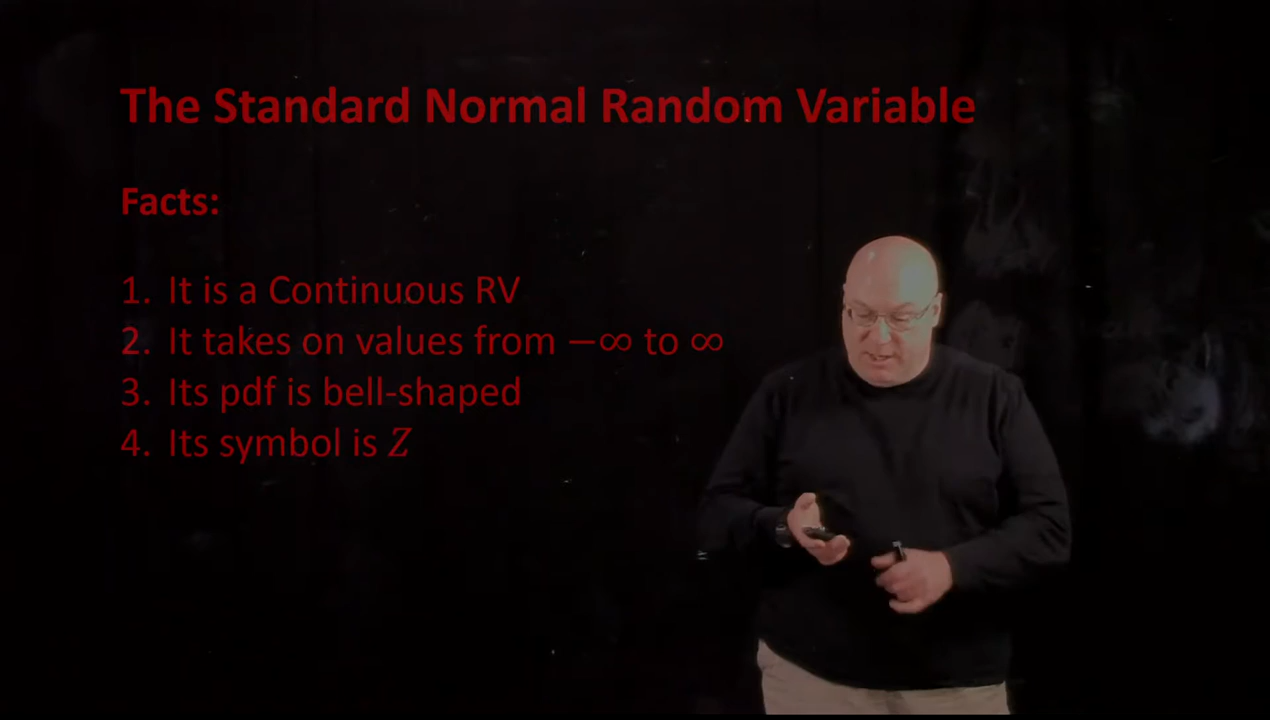 The Standard Normal Random Variable
Facts:
1. It is a Continuous RV
2. It takes on values from −∞ to ∞
3. Its pdf is bell-shaped
4. Its symbol is Z